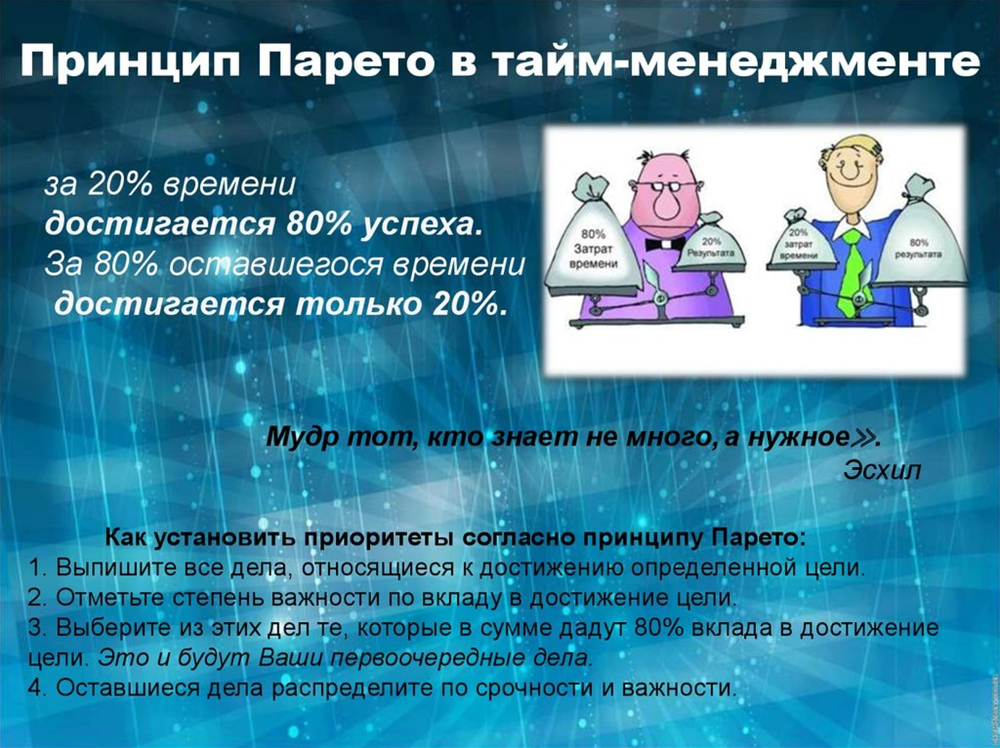 Принцип Парето в тайм-менеджменте
за 20% времени
достигается 80% успеха.
За 80% оставшегося времени
достигается только 20%.
80%
Затрат
времени
20%
Результата
20%
затрат
времени
80%
результата
Мудр тот, кто знает не много, а нужное».
Эсхил
Как установить приоритеты согласно принципу Парето:
1. Выпишите все дела, относящиеся к достижению определенной цели.
2. Отметьте степень важности по вкладу в достижение цели.
3. Выберите из этих дел те, которые в сумме дадут 80% вклада в достижение
цели. Это и будут Ваши первоочередные дела.
4. Оставшиеся дела распределите по срочности и важности.